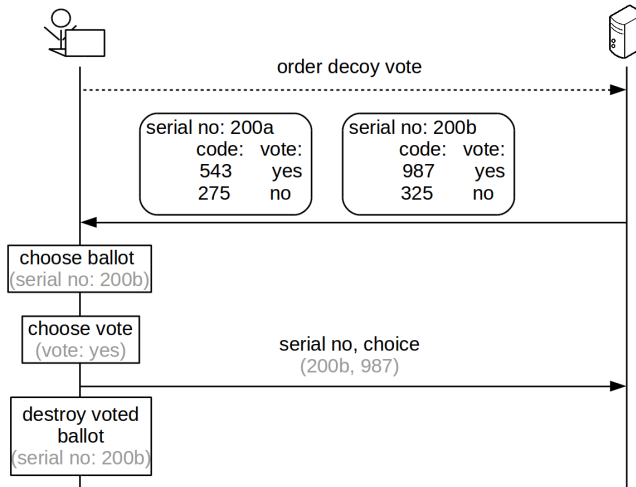 order decoy vote
serial no: 200a
code: vote:
543 yes
275 no
serial no: 200b
code: vote:
987 yes
325 no
choose ballot
(serial no: 200b)
choose vote
(vote: yes)
serial no, choice
(200b, 987)
destroy voted
ballot
(serial no: 200b)